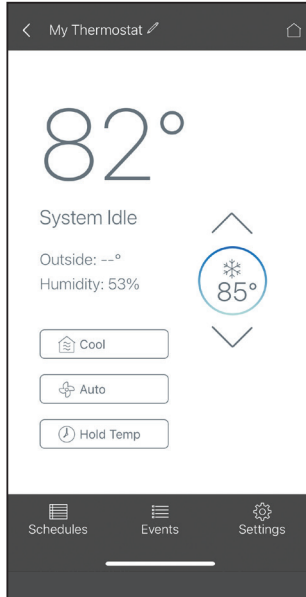 My Thermostat
82°
System Idle
Outside: --°
Humidity: 53%
85°
Cool
Auto
Hold Temp
Schedules
Events
Settings